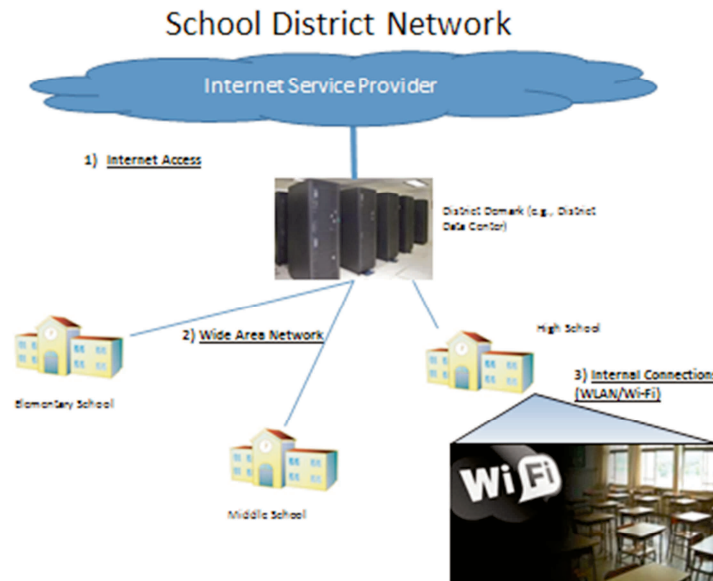 School District Network
Internet Service Provider
1) Internet Access
District Demark (e.g., District
Data Center)
2) Wide Area Network
High School
3) Internal Connections
(WLAN/Wi-Fi)
Elementary School
Middle School
Wi Fi